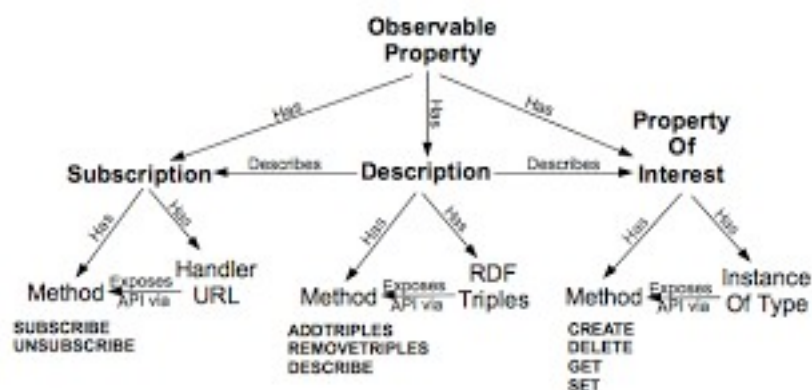 Observable
Property
Has
Has
Has
Property
Of
Interest
Subscription
Describes
Description
Describes
Has
Has
Has
Has
Has
Has
Method
Exposes
API via
Handler
URL
Method
Exposes
API via
RDF
Triples
Method
Exposes
API via
Instance
Of Type
SUBSCRIBE
UNSUBSCRIBE
ADDTRIPLES
REMOVETRIPLES
DESCRIBE
CREATE
DELETE
GET
SET